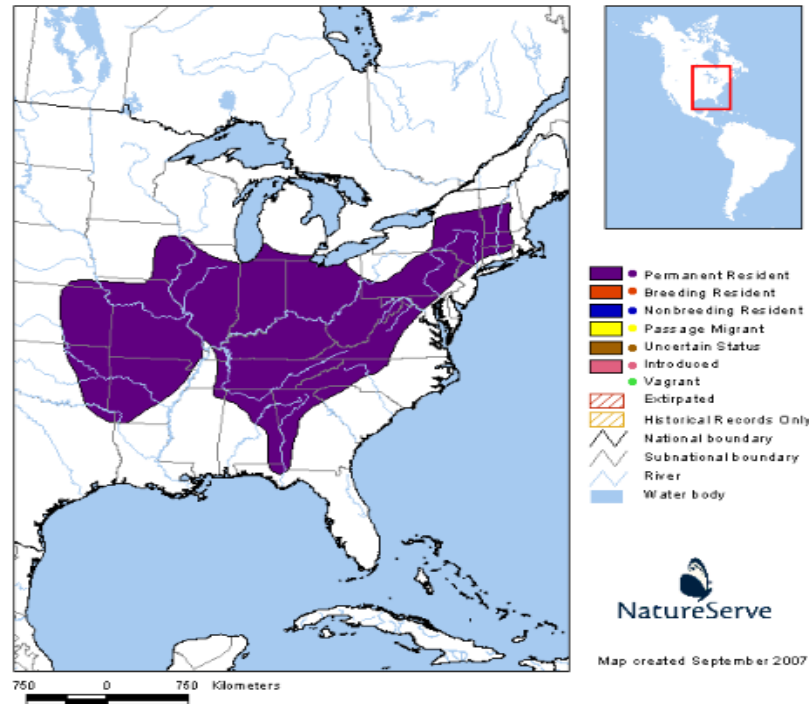 Permanent Resident
Breeding Resident
Nonbreeding Resident
Passage Migrant
Uncertain Status
Introduced
Vagrant
Extirpated
Historical Records Only
National boundary
Subnational boundary
River
Water body
NatureServe
Map created September 2007
750 0 750 Kilometers